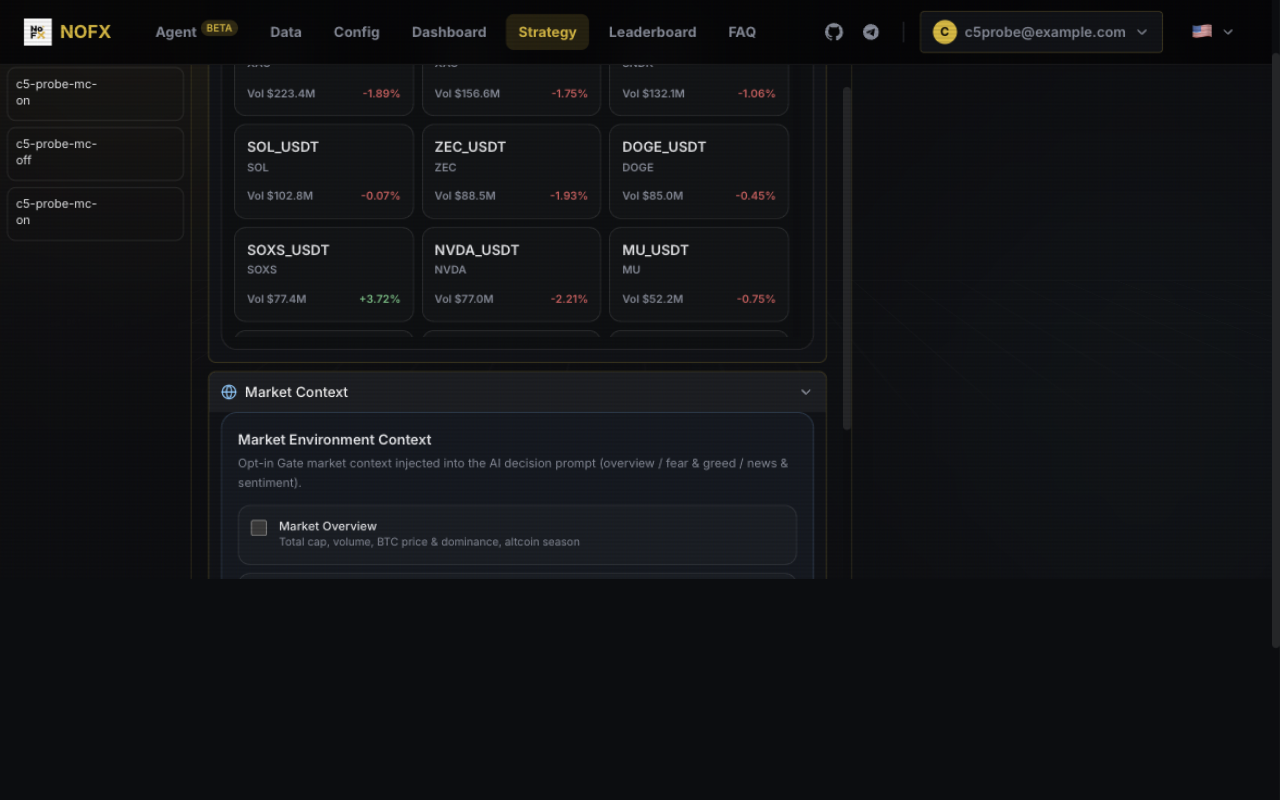 NOFX
Agent BETA
Data
Config
Dashboard
Strategy
Leaderboard
FAQ
C c5probe@example.com
c5-probe-mc-
on
c5-probe-mc-
off
c5-probe-mc-
on
Vol $223.4M -1.89%
Vol $156.6M -1.75%
Vol $132.1M -1.06%
SOL_USDT
SOL
Vol $102.8M -0.07%
ZEC_USDT
ZEC
Vol $88.5M -1.93%
DOGE_USDT
DOGE
Vol $85.0M -0.45%
SOXS_USDT
SOXS
Vol $77.4M +3.72%
NVDA_USDT
NVDA
Vol $77.0M -2.21%
MU_USDT
MU
Vol $52.2M -0.75%
Market Context
Market Environment Context
Opt-in Gate market context injected into the AI decision prompt (overview / fear & greed / news &
sentiment).
Market Overview
Total cap, volume, BTC price & dominance, altcoin season